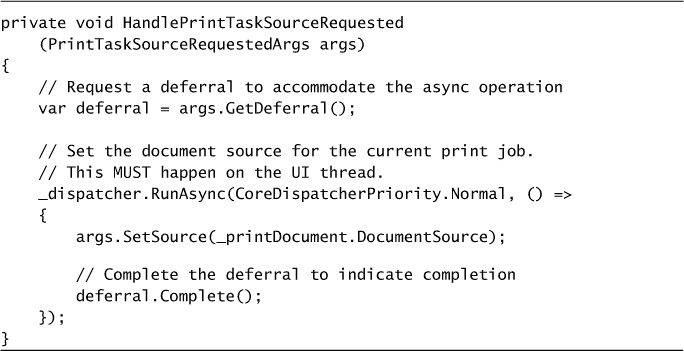 private void HandlePrintTaskSourceRequested
    (PrintTaskSourceRequestedArgs args)
{
    // Request a deferral to accommodate the async operation
    var deferral = args.GetDeferral();

    // Set the document source for the current print job.
    // This MUST happen on the UI thread.
    _dispatcher.RunAsync(CoreDispatcherPriority.Normal, () =>
    {
        args.SetSource(_printDocument.DocumentSource);

        // Complete the deferral to indicate completion
        deferral.Complete();
    });
}